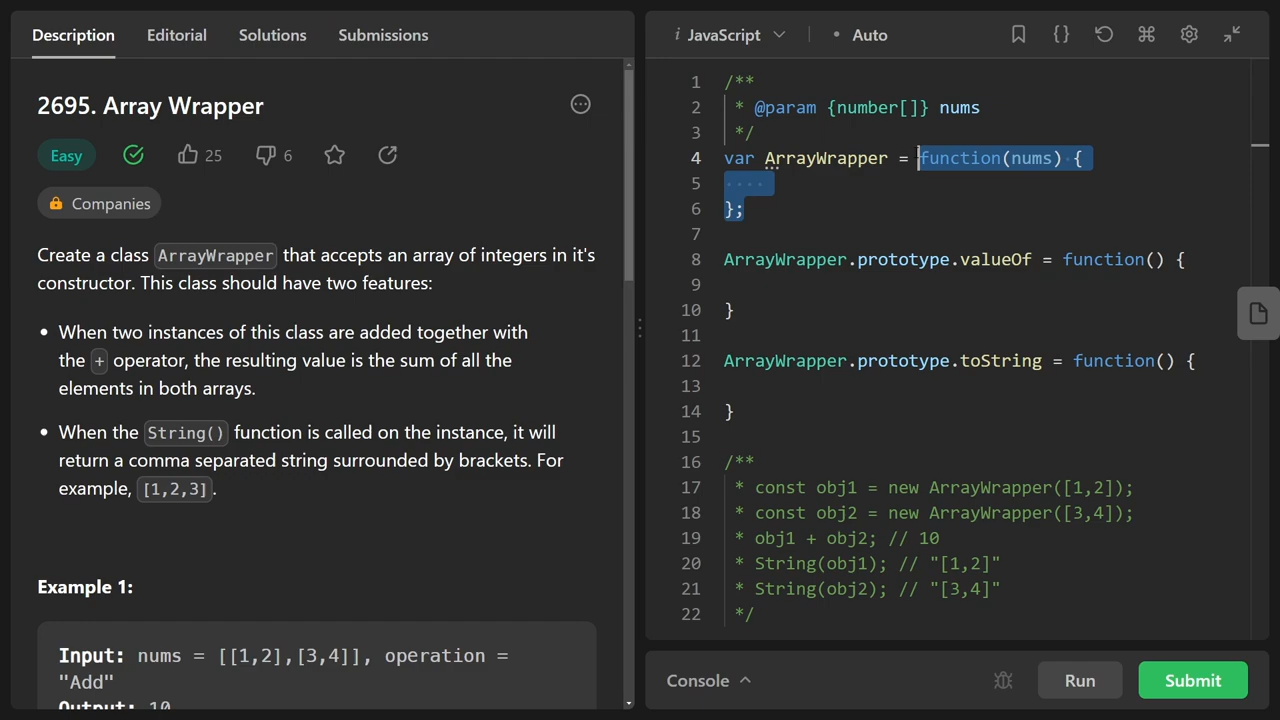 Description Editorial Solutions Submissions
2695. Array Wrapper
Easy 25 6
Companies
Create a class ArrayWrapper that accepts an array of integers in it's
constructor. This class should have two features:
• When two instances of this class are added together with
the + operator, the resulting value is the sum of all the
elements in both arrays.
• When the String() function is called on the instance, it will
return a comma separated string surrounded by brackets. For
example, [1,2,3].
Example 1:
Input: nums = [[1,2],[3,4]], operation =
"Add"
Output: 10
i JavaScript • Auto
1 /**
2 * @param {number[]} nums
3 */
4 var ArrayWrapper = function(nums) {
5 ····
6 };
7
8 ArrayWrapper.prototype.valueOf = function() {
9
10 }
11
12 ArrayWrapper.prototype.toString = function() {
13
14 }
15
16 /**
17 * const obj1 = new ArrayWrapper([1,2]);
18 * const obj2 = new ArrayWrapper([3,4]);
19 * obj1 + obj2; // 10
20 * String(obj1); // "[1,2]"
21 * String(obj2); // "[3,4]"
22 */
Console Run Submit